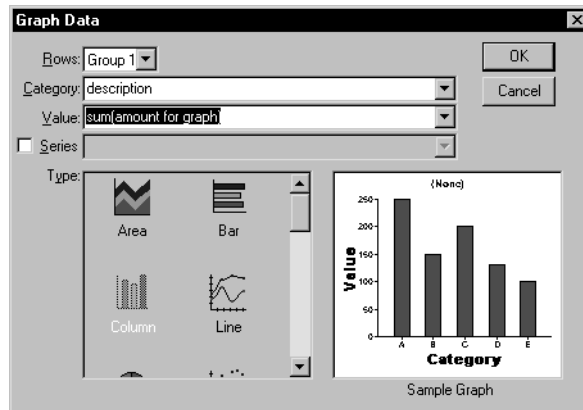 Graph Data
Rows: Group 1
OK
Category: description
Cancel
Value: sum(amount for graph)
Series
Type:
Area
Bar
Column
Line
(None)
250
200
150
100
50
0
Value
A B C D E
Category
Sample Graph